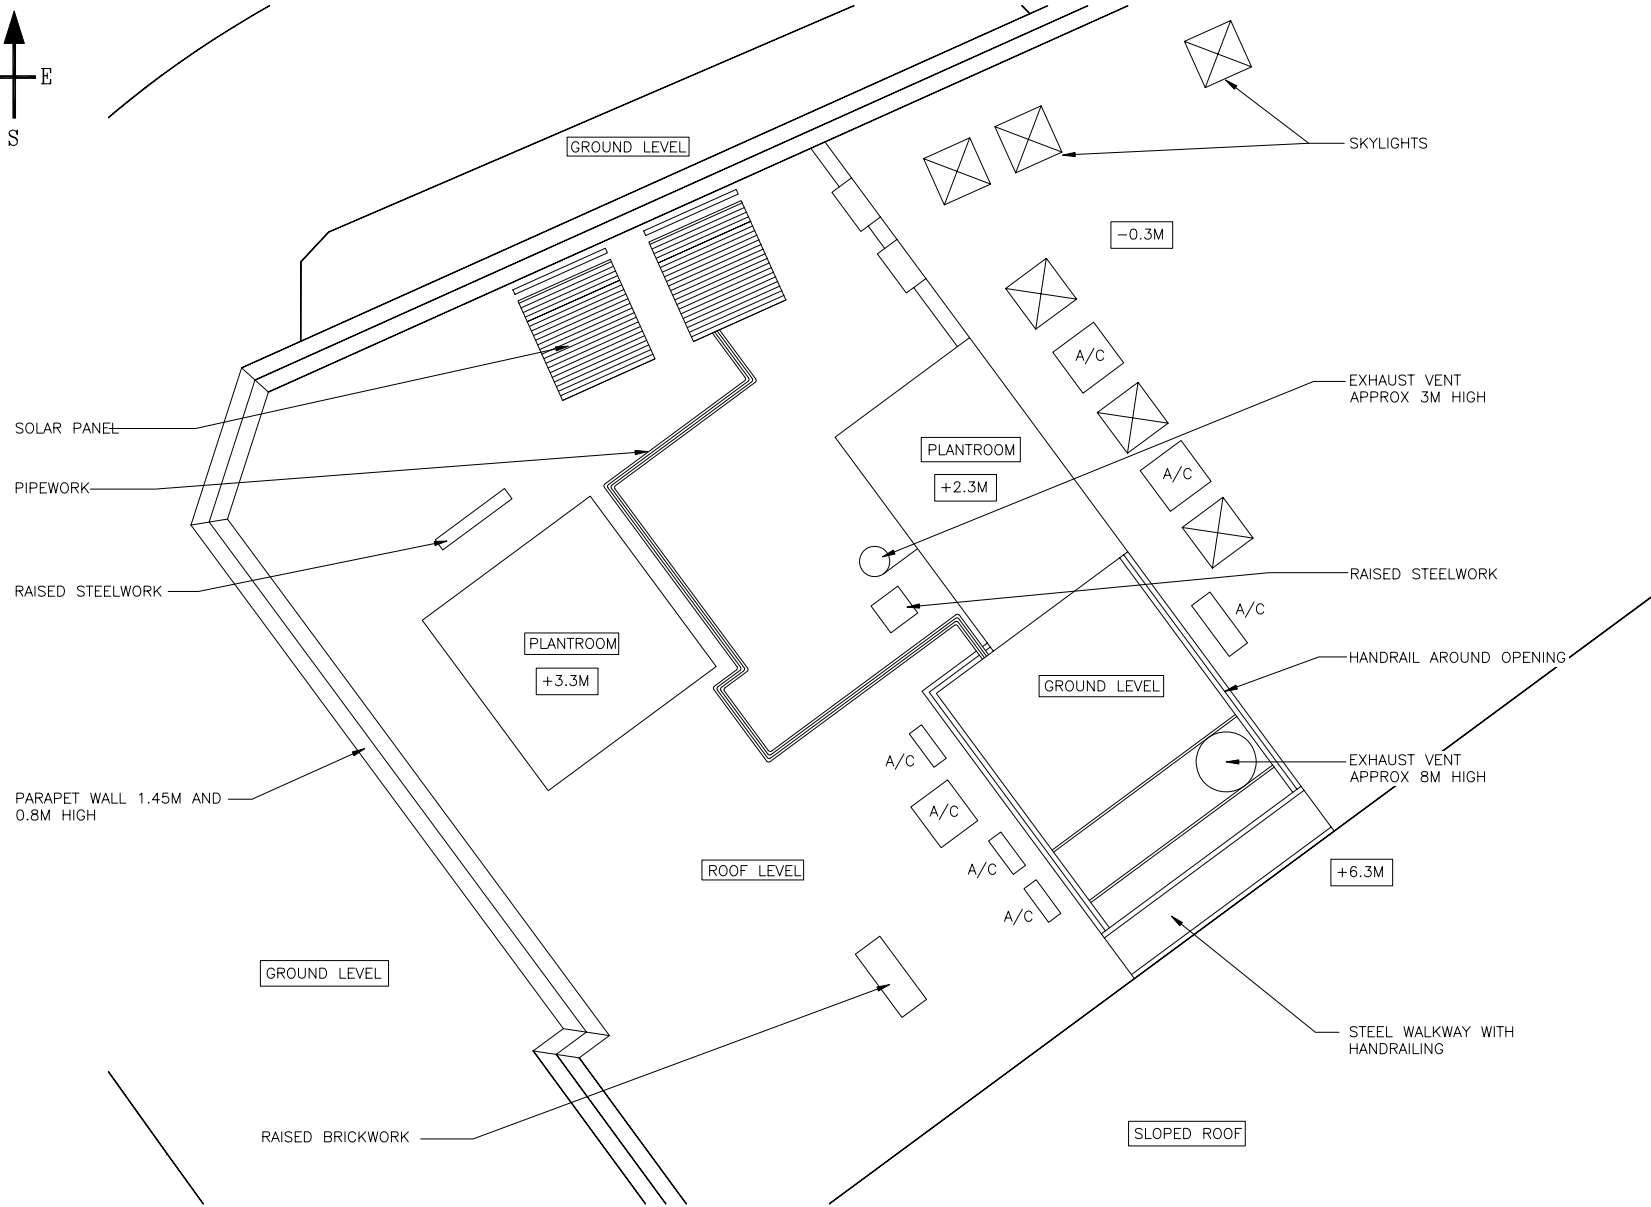 E
S
GROUND LEVEL
SKYLIGHTS
-0.3M
A/C
EXHAUST VENT
APPROX 3M HIGH
SOLAR PANEL
PLANTROOM
+2.3M
A/C
PIPEWORK
RAISED STEELWORK
RAISED STEELWORK
A/C
PLANTROOM
+3.3M
HANDRAIL AROUND OPENING
GROUND LEVEL
A/C
EXHAUST VENT
APPROX 8M HIGH
PARAPET WALL 1.45M AND
0.8M HIGH
A/C
ROOF LEVEL
A/C
+6.3M
A/C
GROUND LEVEL
STEEL WALKWAY WITH
HANDRAILING
RAISED BRICKWORK
SLOPED ROOF